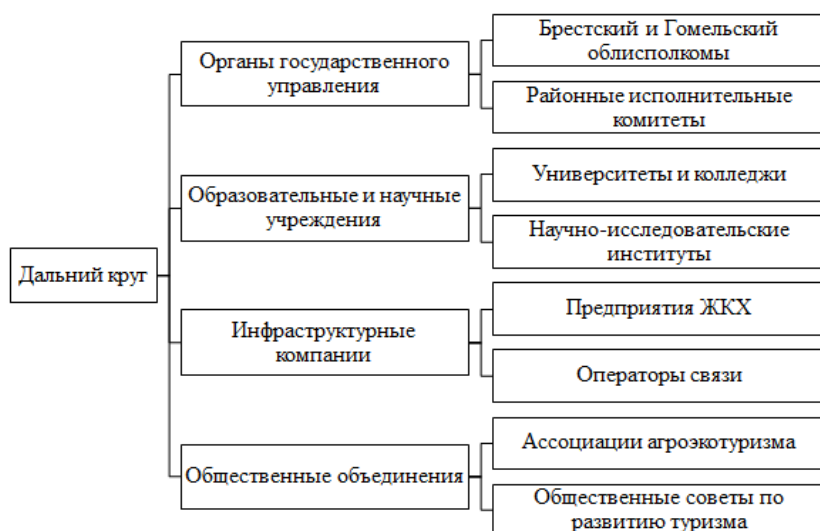 Дальний круг
Органы государственного
управления
Брестский и Гомельский
облисполкомы
Районные исполнительные
комитеты
Образовательные и научные
учреждения
Университеты и колледжи
Научно-исследовательские
институты
Инфраструктурные
компании
Предприятия ЖКХ
Операторы связи
Общественные объединения
Ассоциации агроэкотуризма
Общественные советы по
развитию туризма